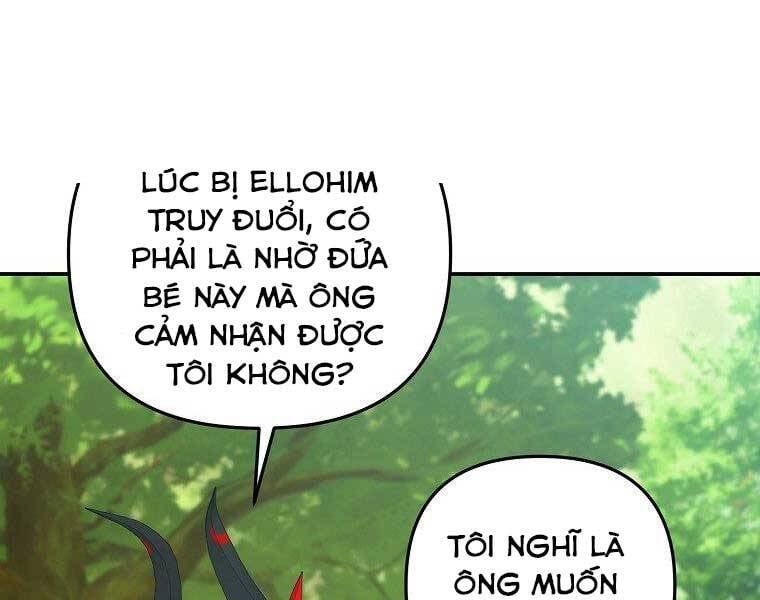 LÚC BỊ ELLOHIM
TRUY ĐUỔI, CÓ
PHẢI LÀ NHỜ ĐỨA
BÉ NÀY MÀ ÔNG
CẢM NHẬN ĐƯỢC
TÔI KHÔNG?
TÔI NGHĨ LÀ
ÔNG MUỐN